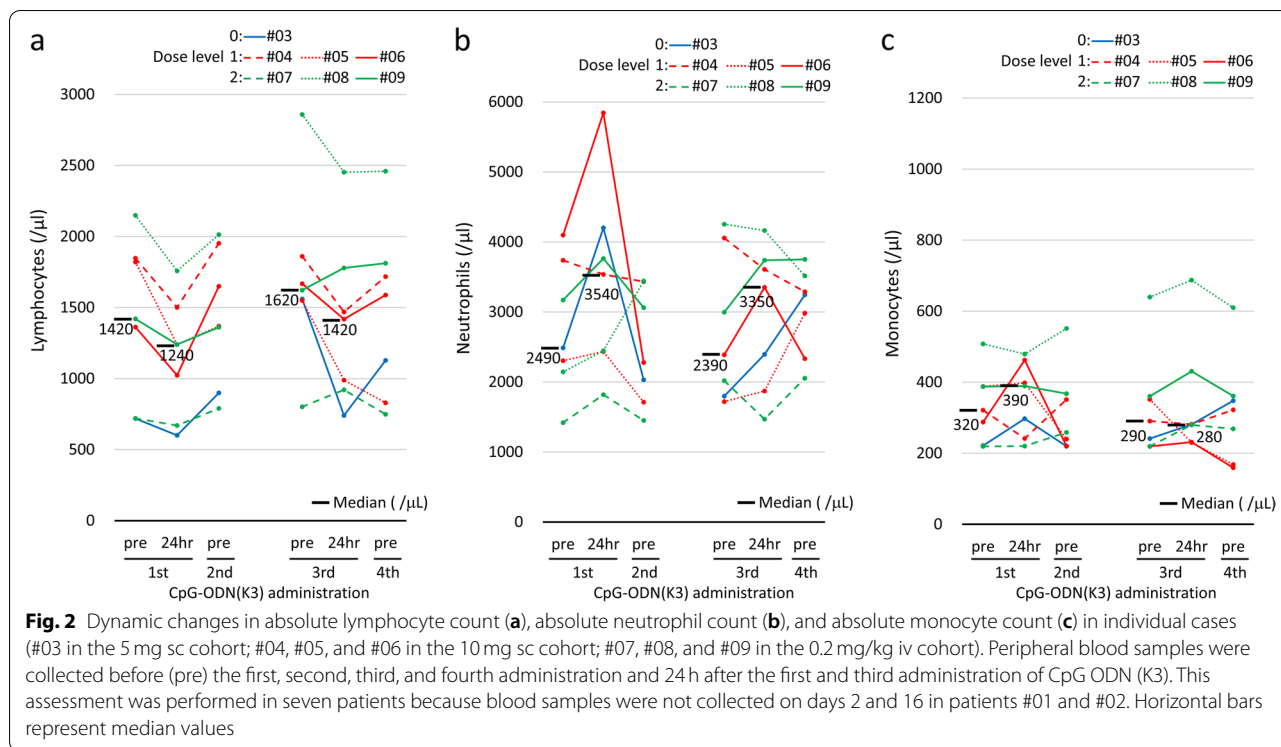 a
0: #03
Dose level 1: #04 #05 #06
2: #07 #08 #09
3000
2500
2000
1500
1000
500
0
Lymphocytes (/μl)
1420
1240
1620
1420
Median ( /μL)
pre 24hr pre pre 24hr pre
1st 2nd 3rd 4th
CpG-ODN(K3) administration
b
0: #03
Dose level 1: #04 #05 #06
2: #07 #08 #09
6000
5000
4000
3000
2000
1000
0
Neutrophils (/μl)
2490
3540
2390
3350
Median ( /μL)
pre 24hr pre pre 24hr pre
1st 2nd 3rd 4th
CpG-ODN(K3) administration
c
0: #03
Dose level 1: #04 #05 #06
2: #07 #08 #09
1200
1000
800
600
400
200
0
Monocytes (/μl)
320
390
290
280
Median ( /μL)
pre 24hr pre pre 24hr pre
1st 2nd 3rd 4th
CpG-ODN(K3) administration
Fig. 2 Dynamic changes in absolute lymphocyte count (a), absolute neutrophil count (b), and absolute monocyte count (c) in individual cases
(#03 in the 5 mg sc cohort; #04, #05, and #06 in the 10 mg sc cohort; #07, #08, and #09 in the 0.2 mg/kg iv cohort). Peripheral blood samples were
collected before (pre) the first, second, third, and fourth administration and 24 h after the first and third administration of CpG ODN (K3). This
assessment was performed in seven patients because blood samples were not collected on days 2 and 16 in patients #01 and #02. Horizontal bars
represent median values